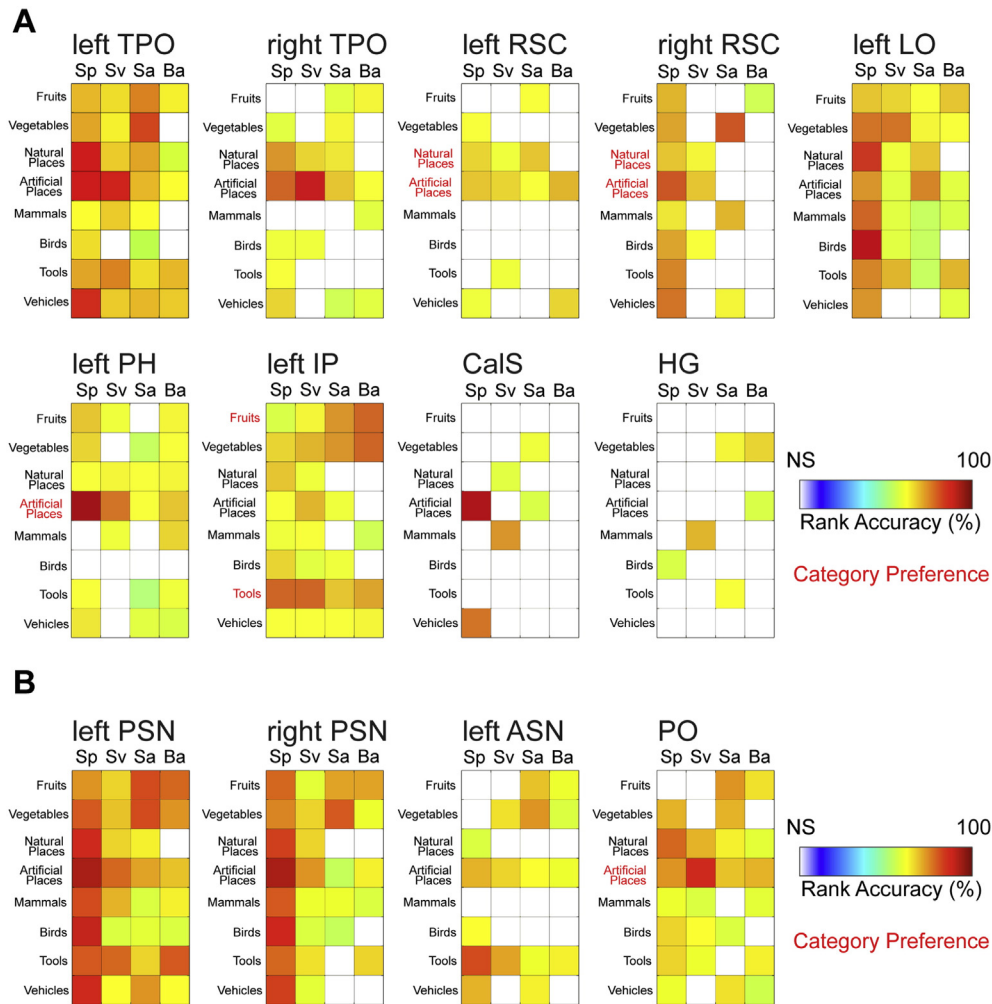 A
left TPO right TPO left RSC right RSC left LO
Sp Sv Sa Ba Sp Sv Sa Ba Sp Sv Sa Ba Sp Sv Sa Ba Sp Sv Sa Ba
Fruits Fruits Fruits Fruits Fruits
Vegetables Vegetables Vegetables Vegetables Vegetables
Natural Natural Natural Natural Natural
Places Places Places Places Places
Artificial Artificial Artificial Artificial Artificial
Places Places Places Places Places
Mammals Mammals Mammals Mammals Mammals
Birds Birds Birds Birds Birds
Tools Tools Tools Tools Tools
Vehicles Vehicles Vehicles Vehicles Vehicles
left PH left IP CalS HG
Sp Sv Sa Ba Sp Sv Sa Ba Sp Sv Sa Ba Sp Sv Sa Ba
Fruits Fruits Fruits Fruits
Vegetables Vegetables Vegetables Vegetables
Natural Natural Natural Natural
Places Places Places Places
Artificial Artificial Artificial Artificial
Places Places Places Places
Mammals Mammals Mammals Mammals
Birds Birds Birds Birds
Tools Tools Tools Tools
Vehicles Vehicles Vehicles Vehicles
NS 100
Rank Accuracy (%)
Category Preference
B
left PSN right PSN left ASN PO
Sp Sv Sa Ba Sp Sv Sa Ba Sp Sv Sa Ba Sp Sv Sa Ba
Fruits Fruits Fruits Fruits
Vegetables Vegetables Vegetables Vegetables
Natural Natural Natural Natural
Places Places Places Places
Artificial Artificial Artificial Artificial
Places Places Places Places
Mammals Mammals Mammals Mammals
Birds Birds Birds Birds
Tools Tools Tools Tools
Vehicles Vehicles Vehicles Vehicles
NS 100
Rank Accuracy (%)
Category Preference